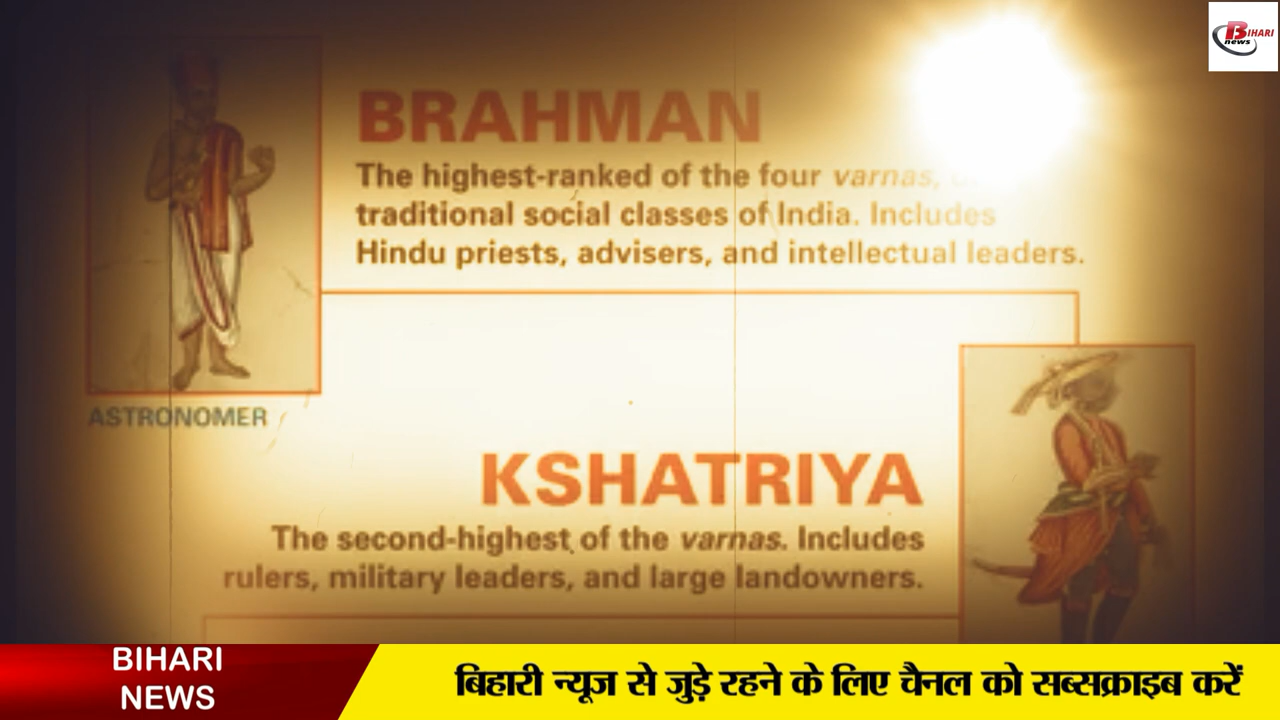 BIHARI
news
BRAHMAN
The highest-ranked of the four varnas,
traditional social classes of India. Includes
Hindu priests, advisers, and intellectual leaders.
ASTRONOMER
KSHATRIYA
The second-highest of the varnas. Includes
rulers, military leaders, and large landowners.
BIHARI
NEWS
बिहारी न्यूज से जुड़े रहने के लिए चैनल को सब्सक्राइब करें